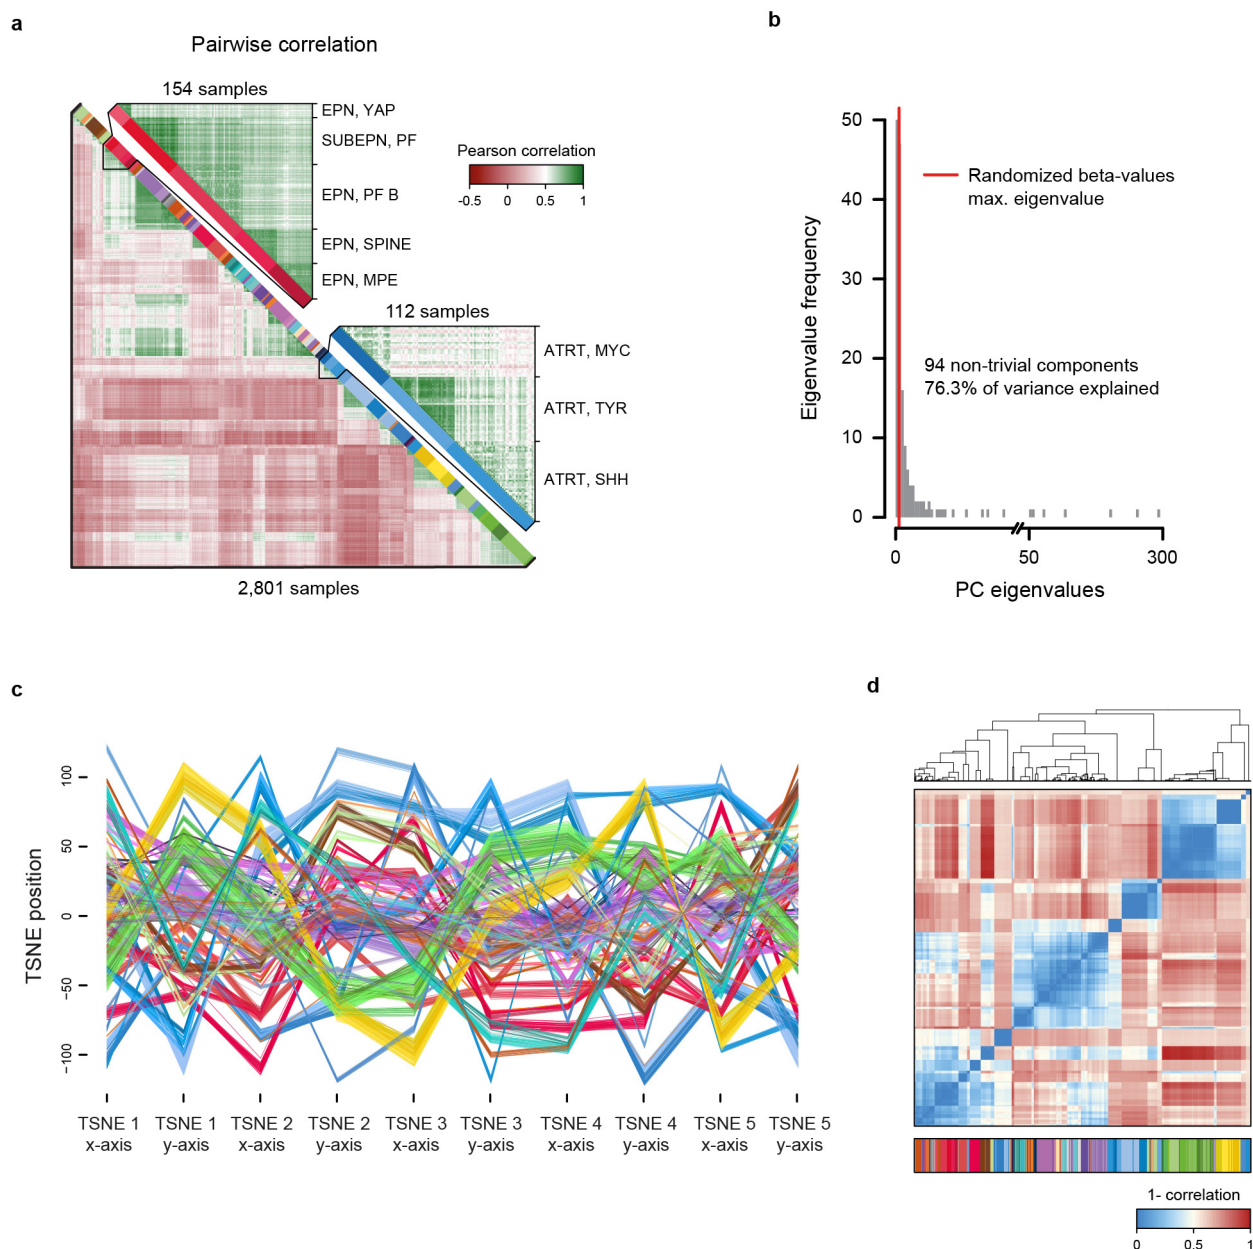 a
Pairwise correlation
154 samples
EPN, YAP
SUBEPN, PF
EPN, PF B
EPN, SPINE
EPN, MPE
Pearson correlation
-0.5 0 0.5 1
112 samples
ATRT, MYC
ATRT, TYR
ATRT, SHH
2,801 samples
b
Eigenvalue frequency
50
40
30
20
10
0
Randomized beta-values
max. eigenvalue
94 non-trivial components
76.3% of variance explained
0 50 300
PC eigenvalues
c
TSNE position
100
50
0
−50
−100
TSNE 1 TSNE 1 TSNE 2 TSNE 2 TSNE 3 TSNE 3 TSNE 4 TSNE 4 TSNE 5 TSNE 5
x-axis y-axis x-axis y-axis x-axis y-axis x-axis y-axis x-axis y-axis
d
1- correlation
0 0.5 1